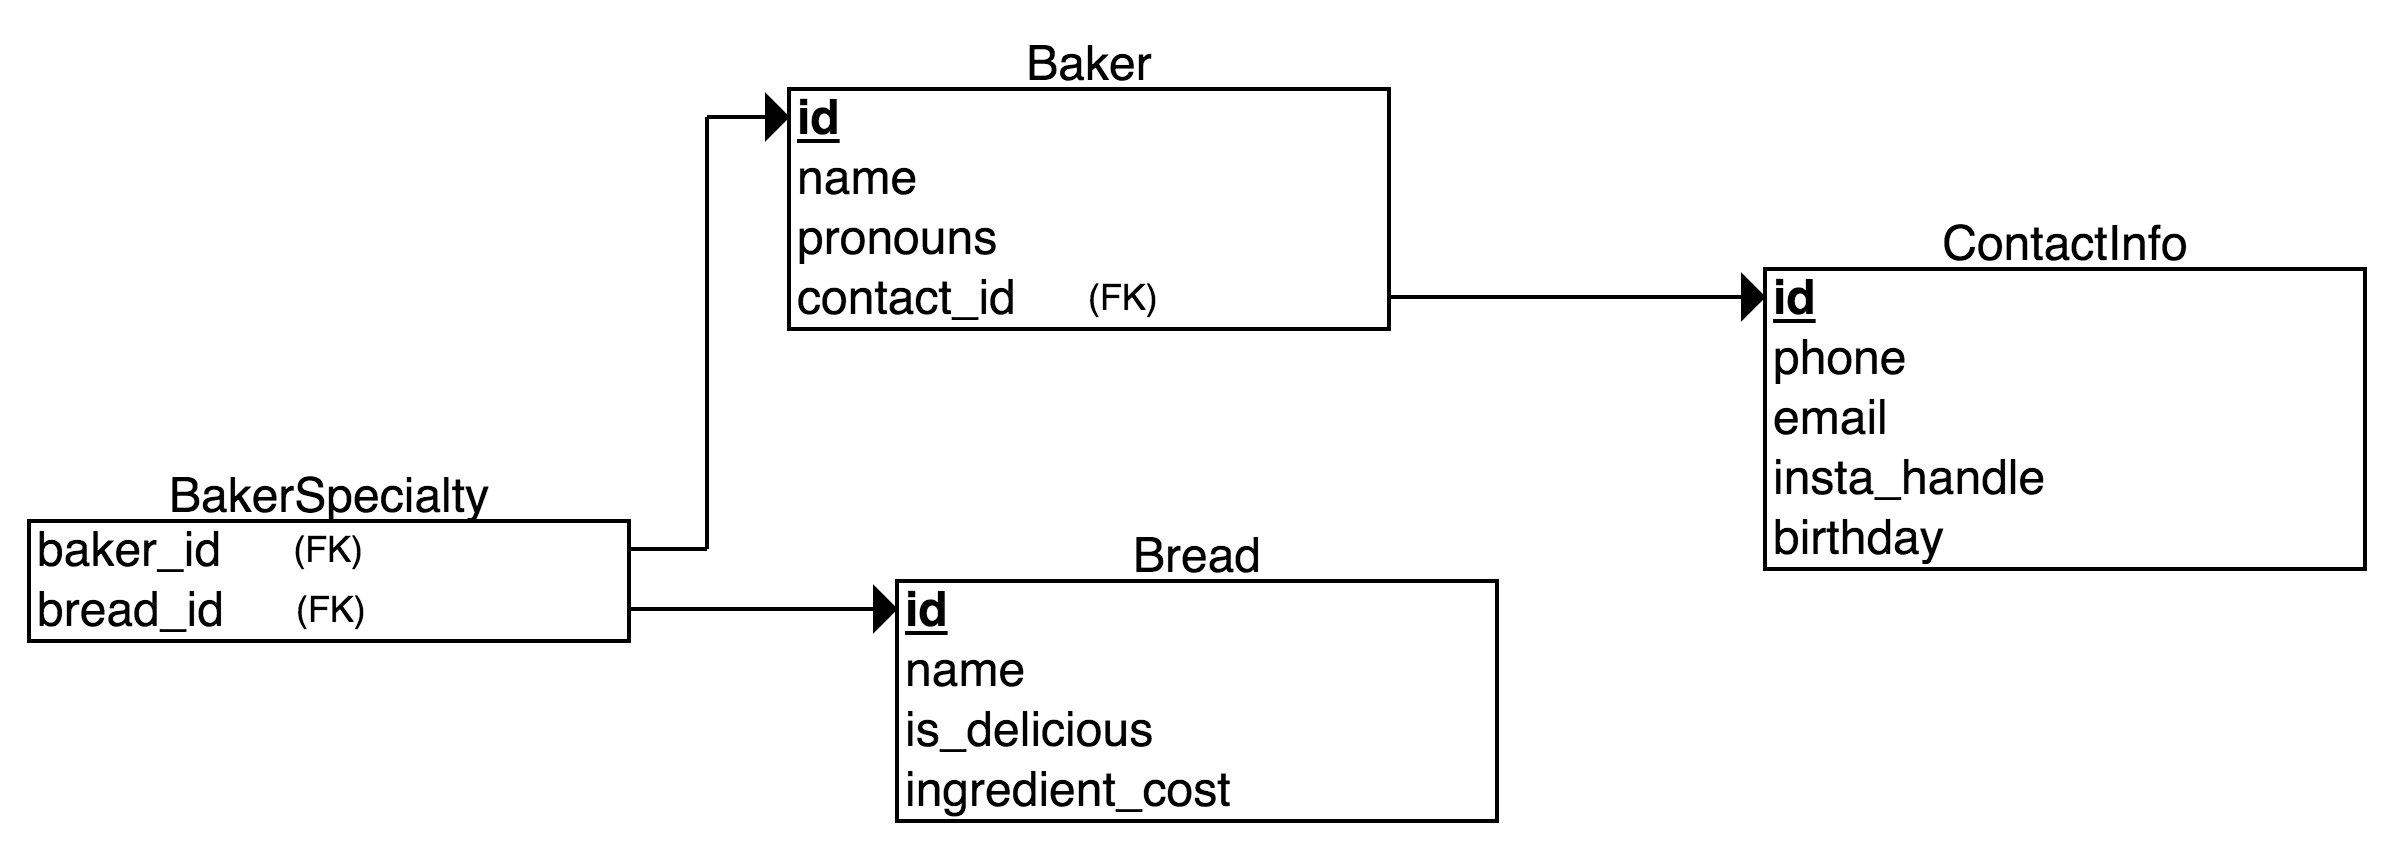 Baker
id
name
pronouns
contact_id (FK)
ContactInfo
id
phone
email
insta_handle
birthday
BakerSpecialty
baker_id (FK)
bread_id (FK)
Bread
id
name
is_delicious
ingredient_cost